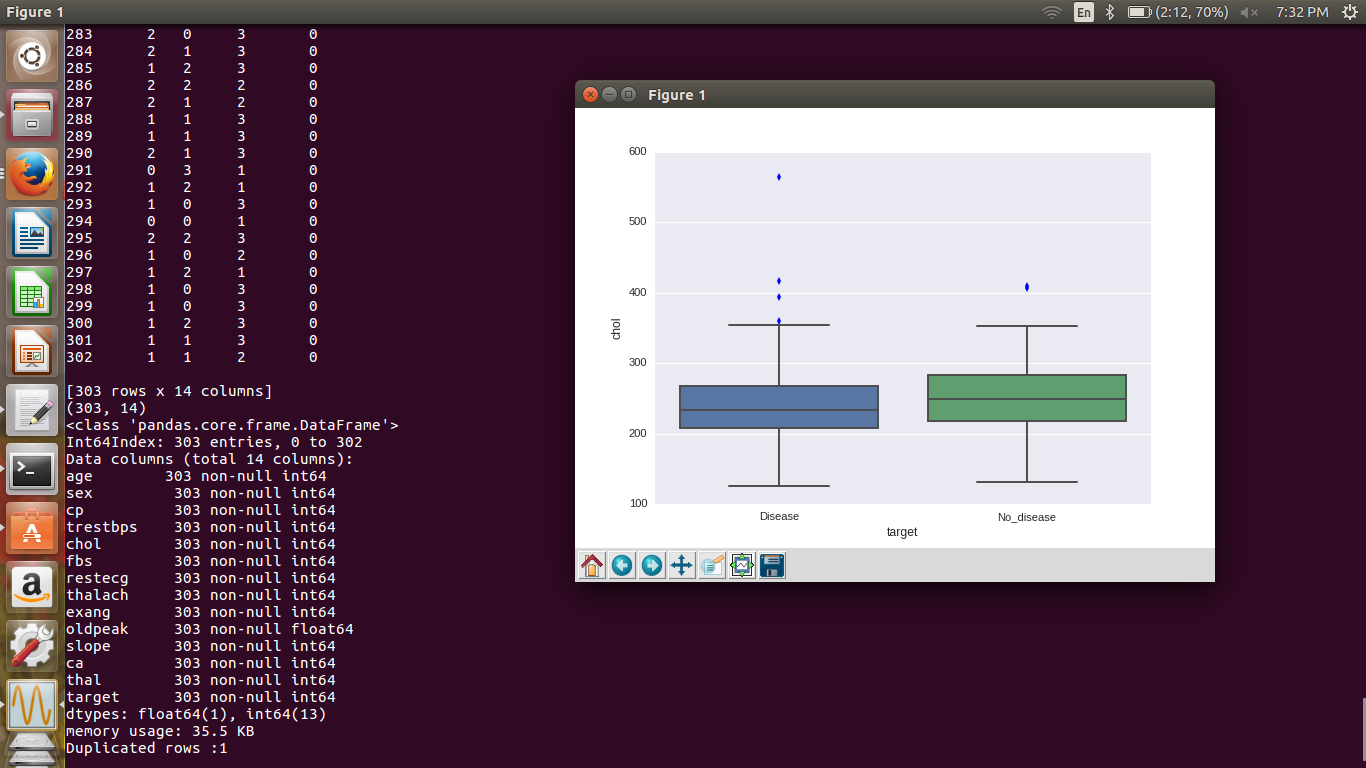 Figure 1
En
(2:12, 70%)
7:32 PM
283 2 0 3 0
284 2 1 3 0
285 1 2 3 0
286 2 2 2 0
287 2 1 2 0
288 1 1 3 0
289 1 1 3 0
290 2 1 3 0
291 0 3 1 0
292 1 2 1 0
293 1 0 3 0
294 0 0 1 0
295 2 2 3 0
296 1 0 2 0
297 1 2 1 0
298 1 0 3 0
299 1 0 3 0
300 1 2 3 0
301 1 1 3 0
302 1 1 2 0
[303 rows x 14 columns]
(303, 14)
<class 'pandas.core.frame.DataFrame'>
Int64Index: 303 entries, 0 to 302
Data columns (total 14 columns):
age 303 non-null int64
sex 303 non-null int64
cp 303 non-null int64
trestbps 303 non-null int64
chol 303 non-null int64
fbs 303 non-null int64
restecg 303 non-null int64
thalach 303 non-null int64
exang 303 non-null int64
oldpeak 303 non-null float64
slope 303 non-null int64
ca 303 non-null int64
thal 303 non-null int64
target 303 non-null int64
dtypes: float64(1), int64(13)
memory usage: 35.5 KB
Duplicated rows :1
Figure 1
600
500
400
300
200
100
chol
Disease
No_disease
target